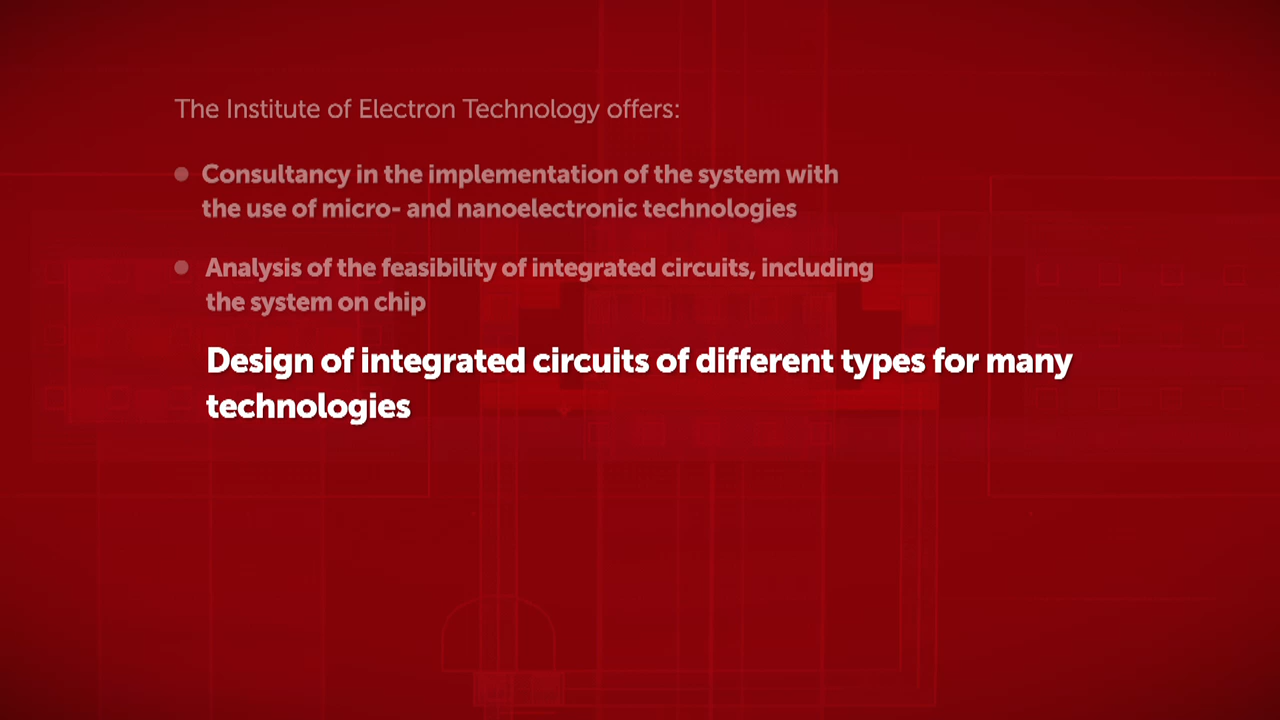 The Institute of Electron Technology offers:
Consultancy in the implementation of the system with
the use of micro- and nanoelectronic technologies
Analysis of the feasibility of integrated circuits, including
the system on chip
Design of integrated circuits of different types for many
technologies